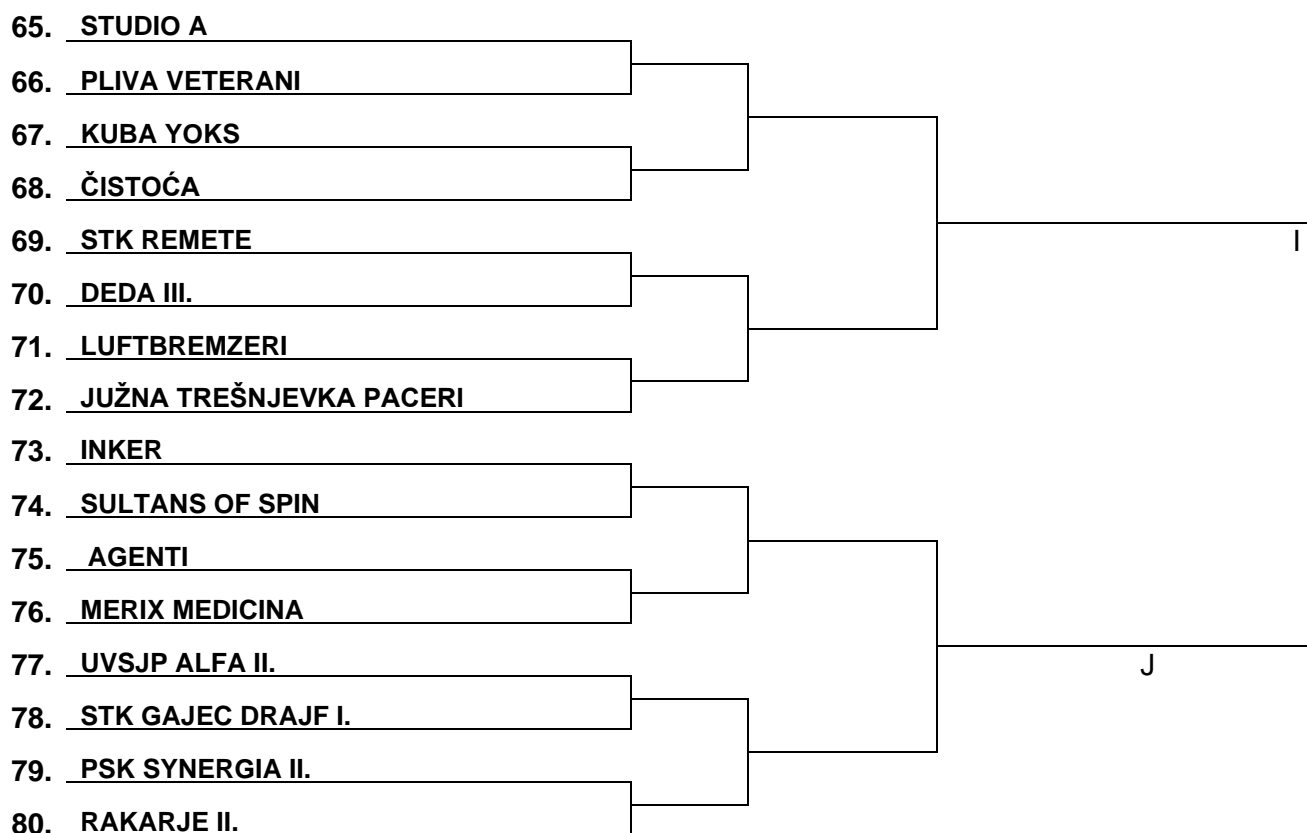 65. STUDIO A
66. PLIVA VETERANI
67. KUBA YOKS
68. ČISTOĆA
69. STK REMETE
I
70. DEDA III.
71. LUFTBREMZERI
72. JUŽNA TREŠNJEVKA PACERI
73. INKER
74. SULTANS OF SPIN
75. AGENTI
76. MERIX MEDICINA
77. UVSJP ALFA II.
J
78. STK GAJEC DRAJF I.
79. PSK SYNERGIA II.
80. RAKARJE II.